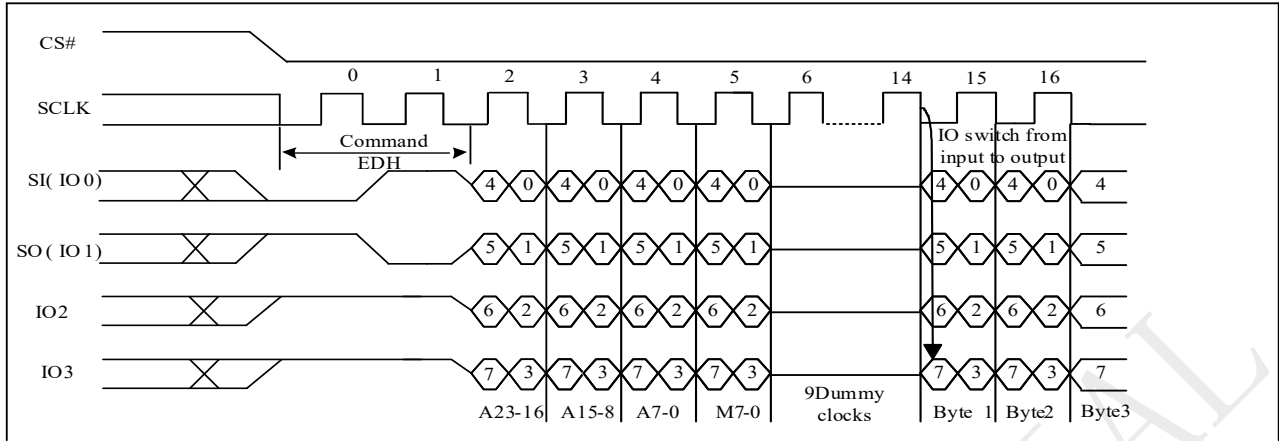 CS#
0 1 2 3 4 5 6 14 15 16
SCLK
Command
EDH
IO switch from
input to output
SI( IO 0) 4 0 4 0 4 0 4 0 4 0 4 0 4
SO ( IO 1) 5 1 5 1 5 1 5 1 5 1 5 1 5
IO2 6 2 6 2 6 2 6 2 6 2 6 2 6
IO3 7 3 7 3 7 3 7 3 7 3 7 3 7
A23-16 A15-8 A7-0 M7-0 9Dummy
clocks Byte 1 Byte2 Byte3